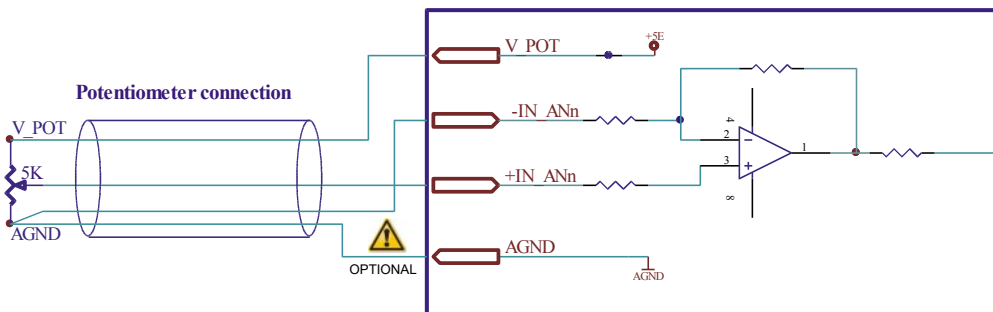 V_POT
+5E
Potentiometer connection
-IN_ANn
V_POT
4
2
1
3
5K
+IN_ANn
8
AGND
AGND
OPTIONAL
AGND